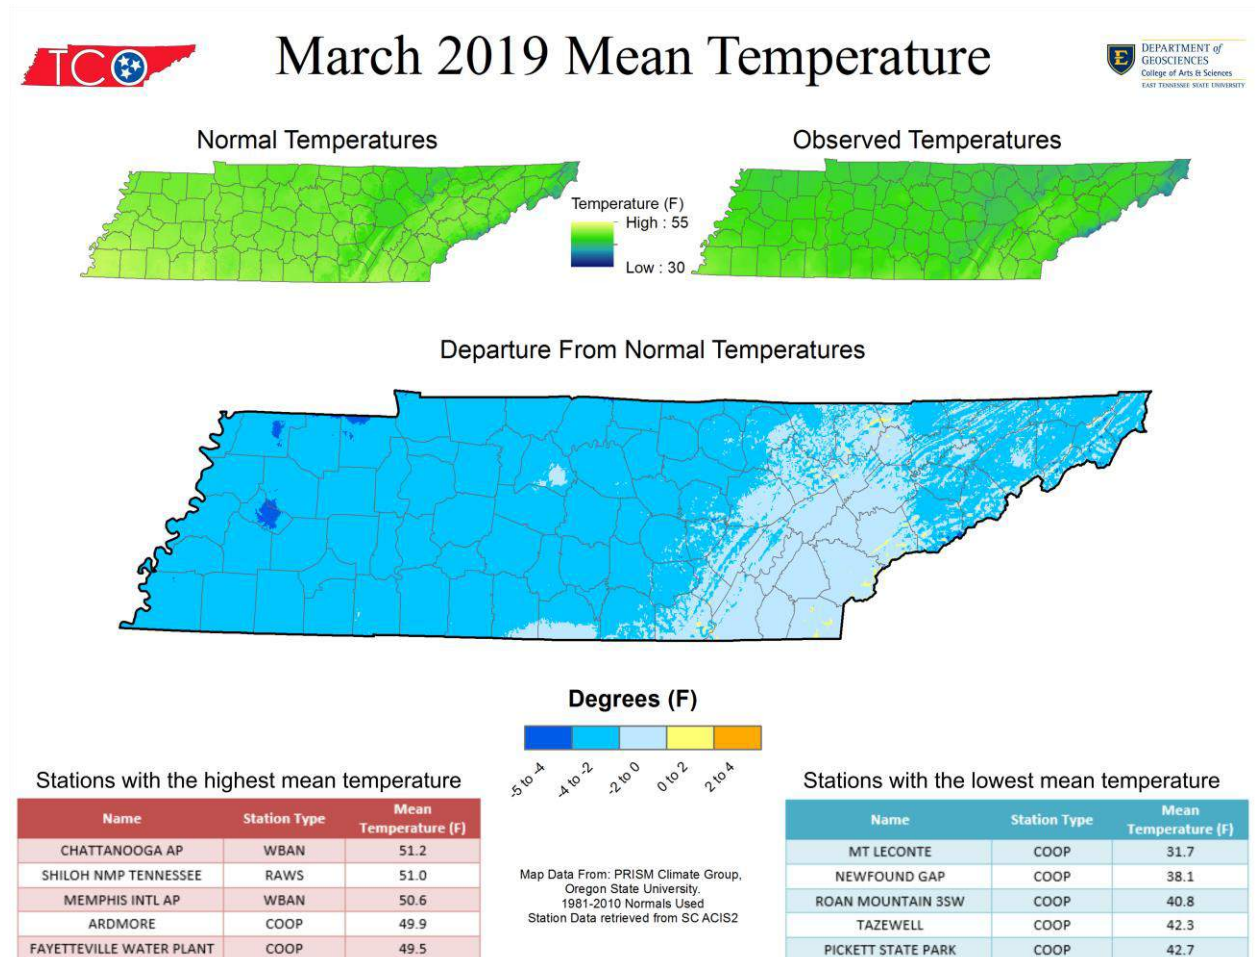 TCO
March 2019 Mean Temperature
E
DEPARTMENT of
GEOSCIENCES
College of Arts & Sciences
EAST TENNESSEE STATE UNIVERSITY
Normal Temperatures
Observed Temperatures
Temperature (F)
High : 55
Low : 30
Departure From Normal Temperatures
Degrees (F)
-5 to -4
-4 to -2
-2 to 0
0 to 2
2 to 4
Stations with the highest mean temperature
Name Station Type Mean
Temperature (F)
CHATTANOOGA AP WBAN 51.2
SHILOH NMP TENNESSEE RAWS 51.0
MEMPHIS INTL AP WBAN 50.6
ARDMORE COOP 49.9
FAYETTEVILLE WATER PLANT COOP 49.5
Map Data From: PRISM Climate Group,
Oregon State University.
1981-2010 Normals Used
Station Data retrieved from SC ACIS2
Stations with the lowest mean temperature
Name Station Type Mean
Temperature (F)
MT LECONTE COOP 31.7
NEWFOUND GAP COOP 38.1
ROAN MOUNTAIN 3SW COOP 40.8
TAZEWELL COOP 42.3
PICKETT STATE PARK COOP 42.7